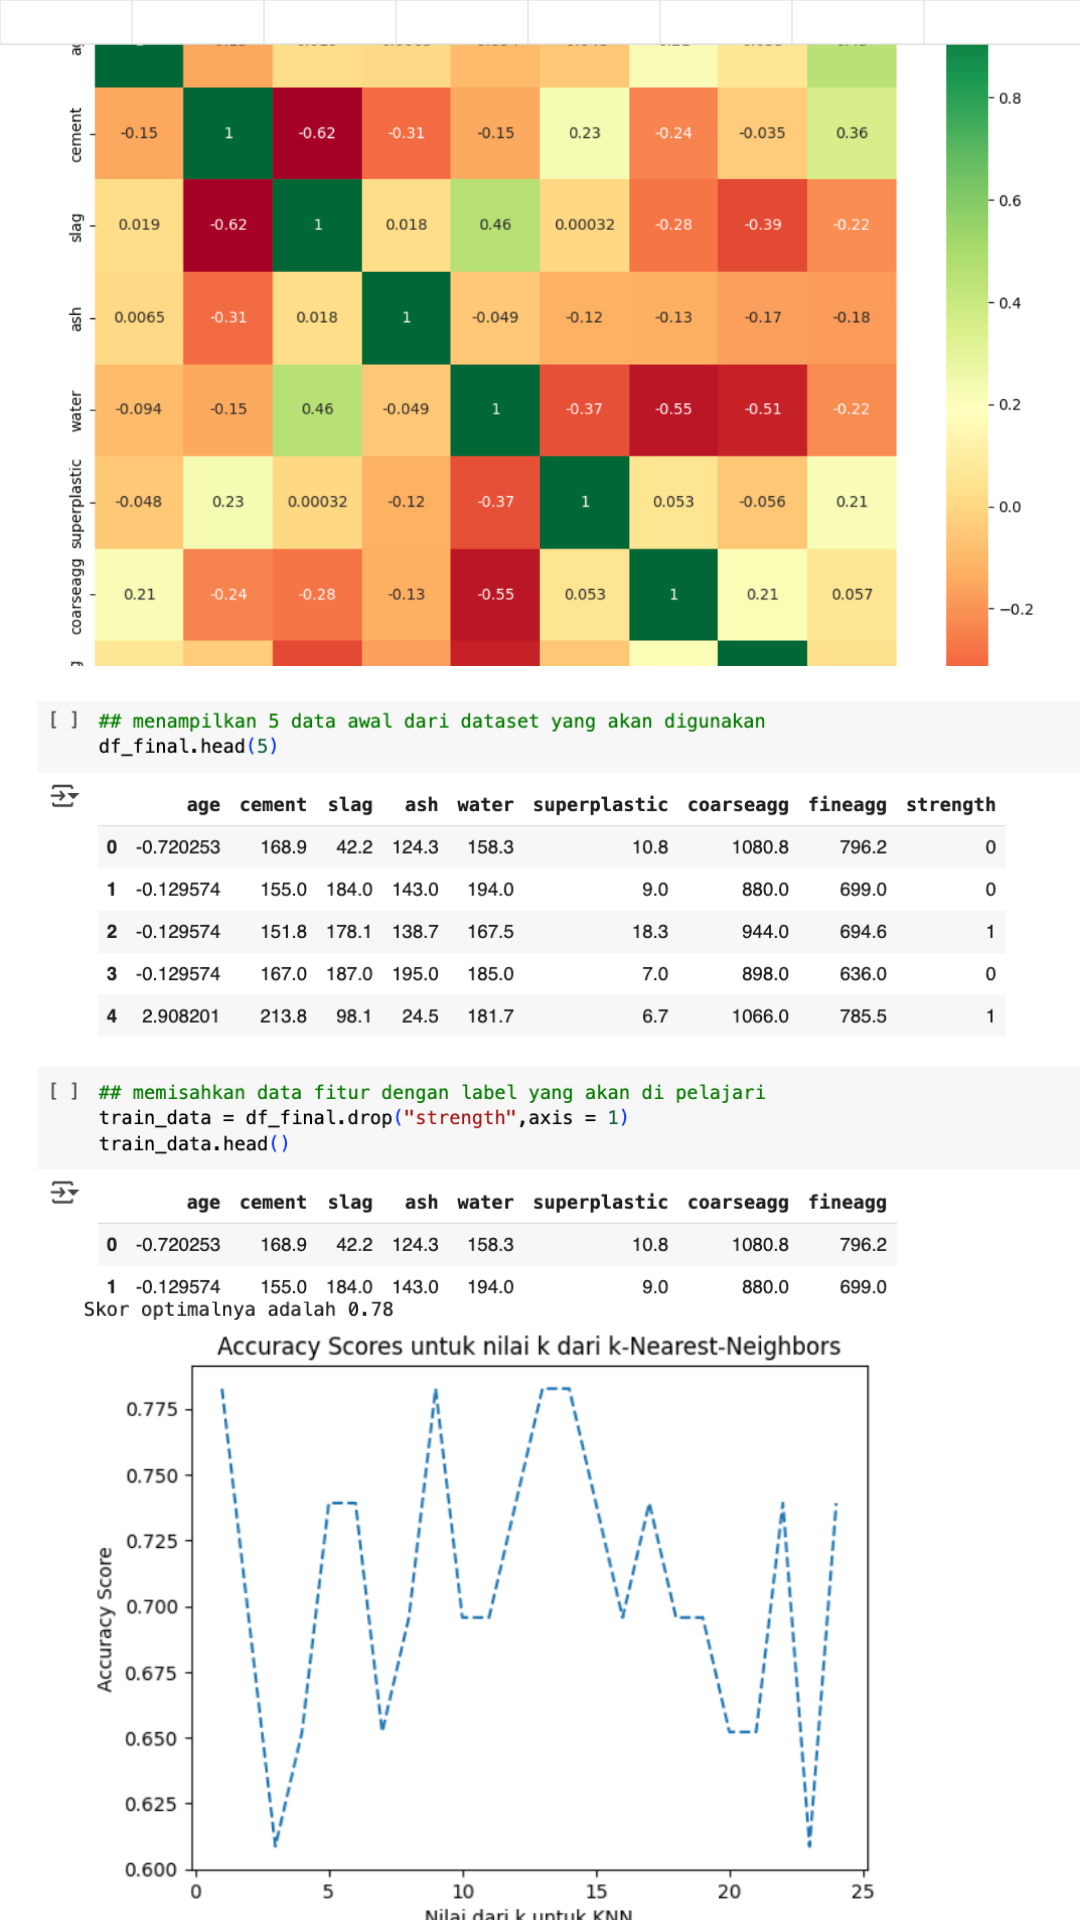 0.8
cement -0.15 1 -0.62 -0.31 -0.15 0.23 -0.24 -0.035 0.36
0.6
slag 0.019 -0.62 1 0.018 0.46 0.00032 -0.28 -0.39 -0.22
0.4
ash 0.0065 -0.31 0.018 1 -0.049 -0.12 -0.13 -0.17 -0.18
water -0.094 -0.15 0.46 -0.049 1 -0.37 -0.55 -0.51 -0.22
0.2
superplastic -0.048 0.23 0.00032 -0.12 -0.37 1 0.053 -0.056 0.21
0.0
coarseagg 0.21 -0.24 -0.28 -0.13 -0.55 0.053 1 0.21 0.057
−0.2
[ ] ## menampilkan 5 data awal dari dataset yang akan digunakan
df_final.head(5)
age cement slag ash water superplastic coarseagg fineagg strength
0 -0.720253 168.9 42.2 124.3 158.3 10.8 1080.8 796.2 0
1 -0.129574 155.0 184.0 143.0 194.0 9.0 880.0 699.0 0
2 -0.129574 151.8 178.1 138.7 167.5 18.3 944.0 694.6 1
3 -0.129574 167.0 187.0 195.0 185.0 7.0 898.0 636.0 0
4 2.908201 213.8 98.1 24.5 181.7 6.7 1066.0 785.5 1
[ ] ## memisahkan data fitur dengan label yang akan di pelajari
train_data = df_final.drop("strength",axis = 1)
train_data.head()
age cement slag ash water superplastic coarseagg fineagg
0 -0.720253 168.9 42.2 124.3 158.3 10.8 1080.8 796.2
1 -0.129574 155.0 184.0 143.0 194.0 9.0 880.0 699.0
Skor optimalnya adalah 0.78
Accuracy Scores untuk nilai k dari k-Nearest-Neighbors
Accuracy Score
0.775
0.750
0.725
0.700
0.675
0.650
0.625
0.600
0 5 10 15 20 25
Nilai dari k untuk KNN